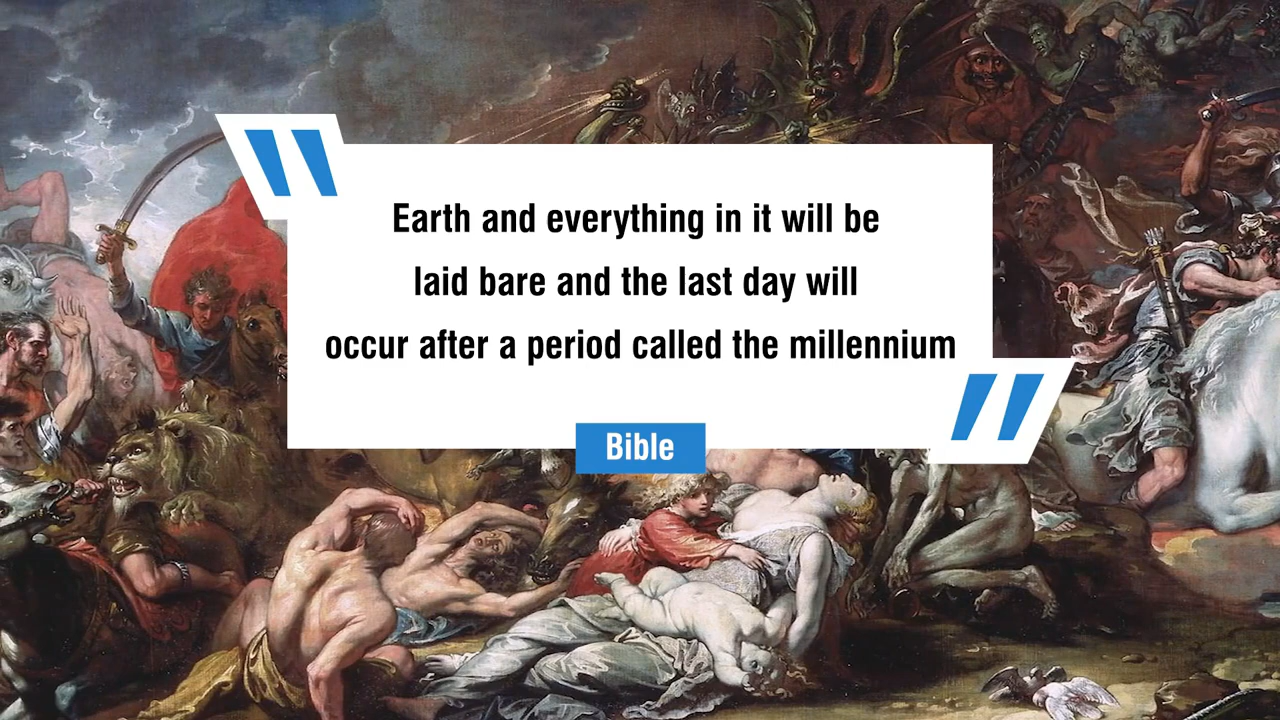 Earth and everything in it will be
laid bare and the last day will
occur after a period called the millennium
Bible